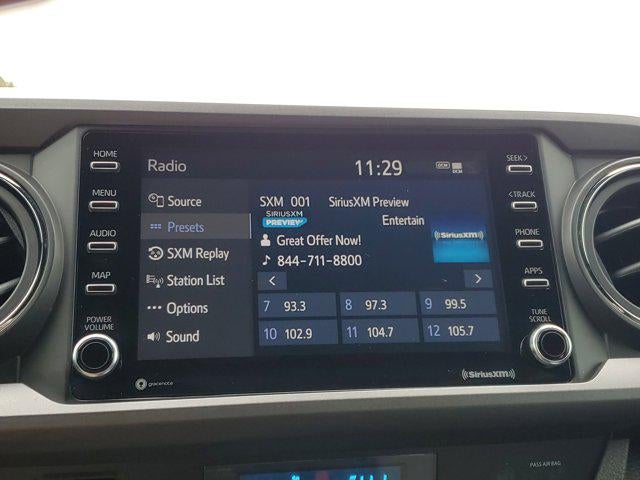 HOME
MENU
AUDIO
MAP
POWER
VOLUME
Radio
11:29
DCM
DCM
Source
Presets
SXM Replay
Station List
Options
Sound
SXM 001 SiriusXM Preview
SIRIUSXM
PREVIEW
Entertain
Great Offer Now!
844-711-8800
((SiriusXM))
< >
7 93.3 8 97.3 9 99.5
10 102.9 11 104.7 12 105.7
SEEK>
<TRACK
PHONE
APPS
TUNE
SCROLL
gracenote
((SiriusXM))
PASS AIR BAG